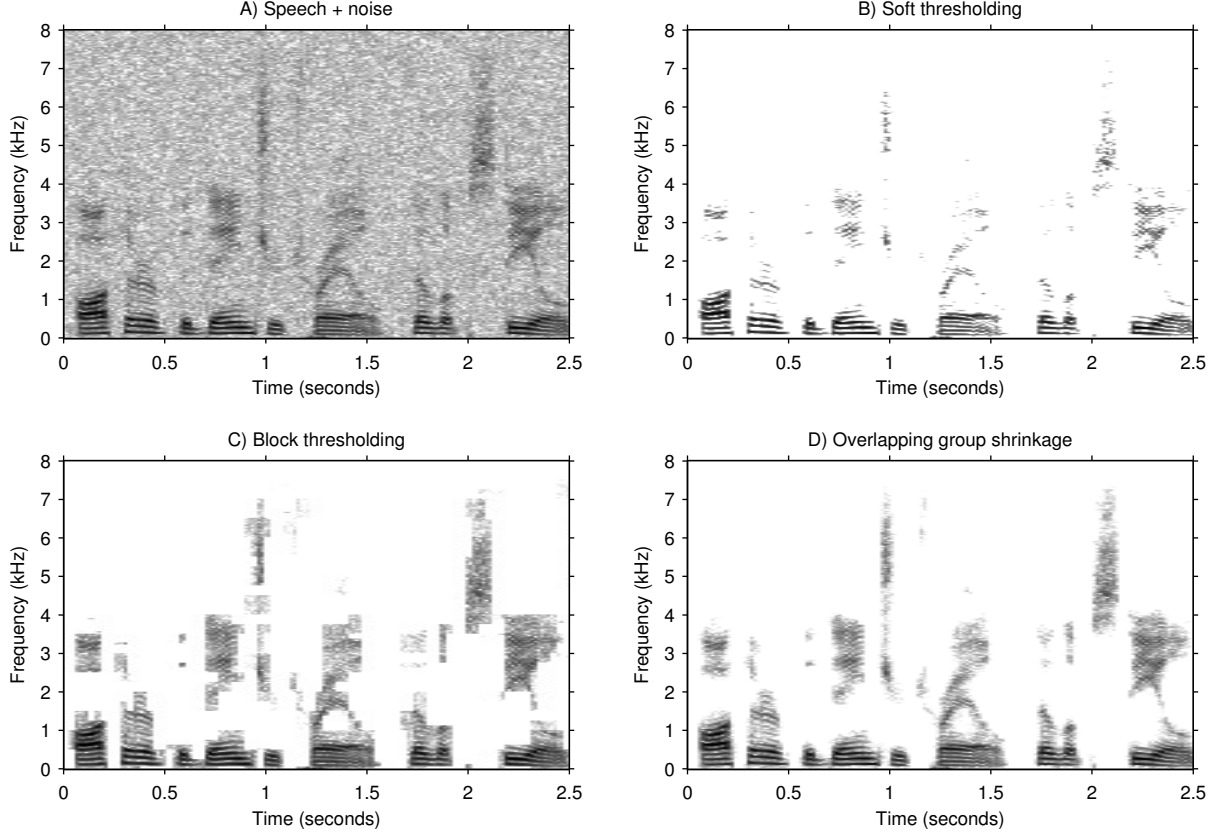 A) Speech + noise
8
7
6
5
4
3
2
1
0
Frequency (kHz)
0 0.5 1 1.5 2 2.5
Time (seconds)
B) Soft thresholding
8
7
6
5
4
3
2
1
0
Frequency (kHz)
0 0.5 1 1.5 2 2.5
Time (seconds)
C) Block thresholding
8
7
6
5
4
3
2
1
0
Frequency (kHz)
0 0.5 1 1.5 2 2.5
Time (seconds)
D) Overlapping group shrinkage
8
7
6
5
4
3
2
1
0
Frequency (kHz)
0 0.5 1 1.5 2 2.5
Time (seconds)